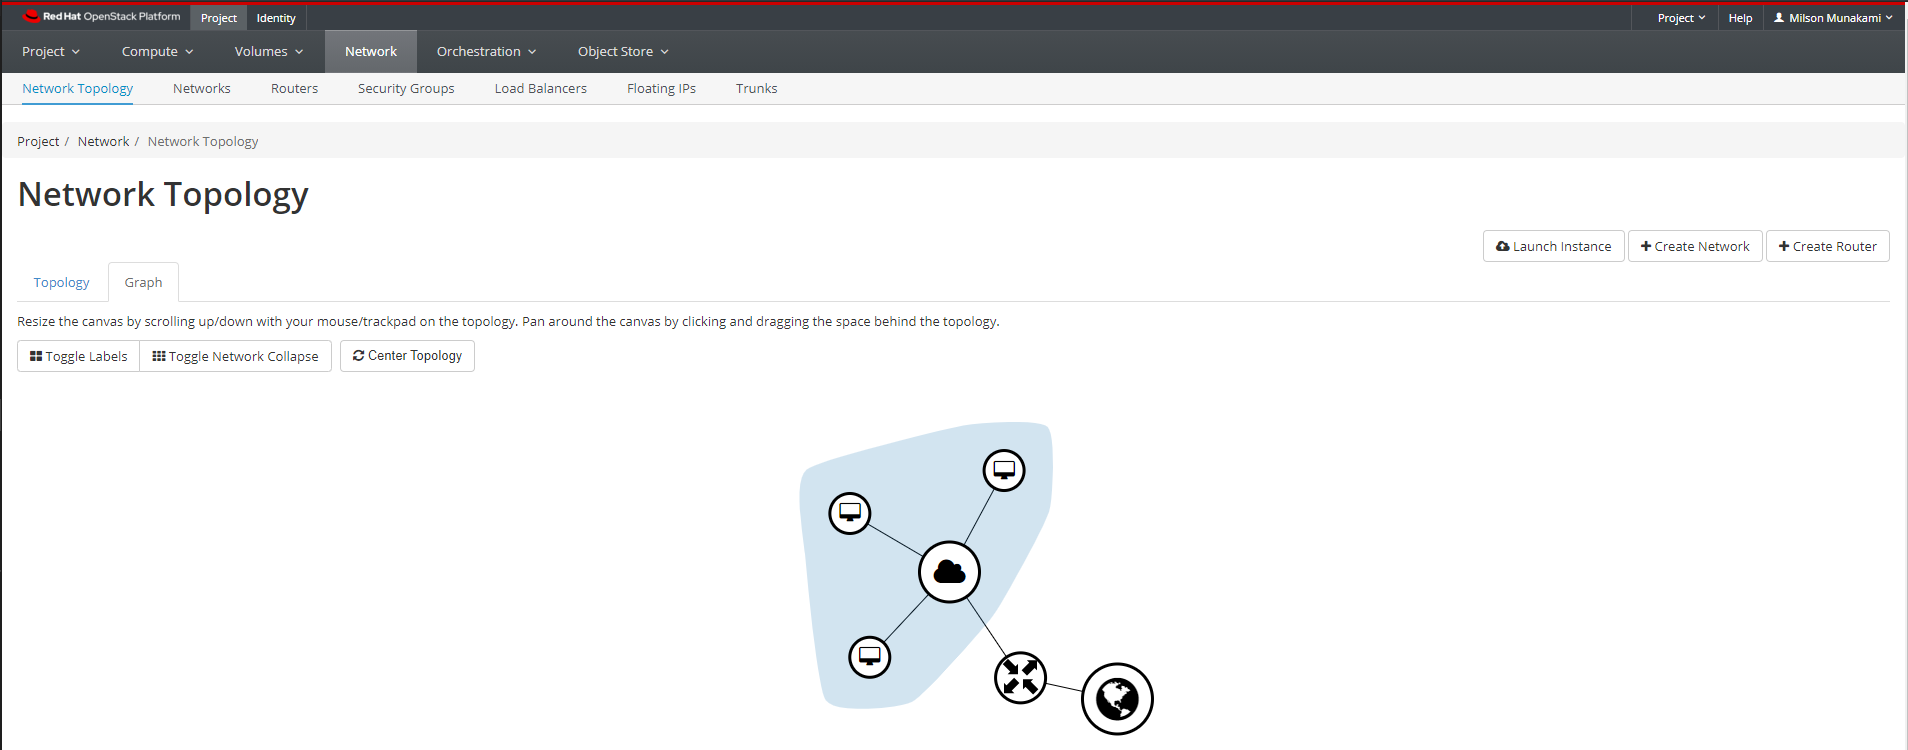 Red Hat OpenStack Platform Project Identity Project Help Milson Munakami
Project Compute Volumes Network Orchestration Object Store
Network Topology Networks Routers Security Groups Load Balancers Floating IPs Trunks
Project / Network / Network Topology
Network Topology
Launch Instance + Create Network + Create Router
Topology Graph
Resize the canvas by scrolling up/down with your mouse/trackpad on the topology. Pan around the canvas by clicking and dragging the space behind the topology.
Toggle Labels Toggle Network Collapse Center Topology